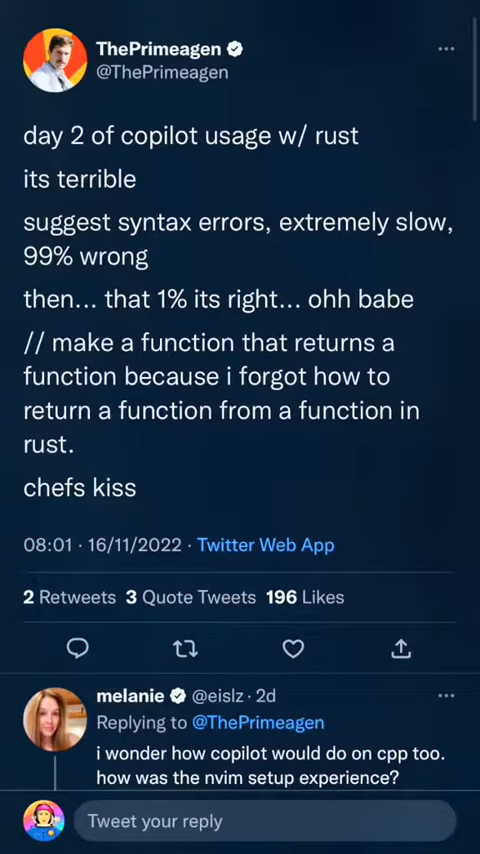 ThePrimeagen
@ThePrimeagen
day 2 of copilot usage w/ rust
its terrible
suggest syntax errors, extremely slow,
99% wrong
then... that 1% its right... ohh babe
// make a function that returns a
function because i forgot how to
return a function from a function in
rust.
chefs kiss
08:01 · 16/11/2022 · Twitter Web App
2 Retweets 3 Quote Tweets 196 Likes
melanie @eislz · 2d
Replying to @ThePrimeagen
i wonder how copilot would do on cpp too.
how was the nvim setup experience?
Tweet your reply